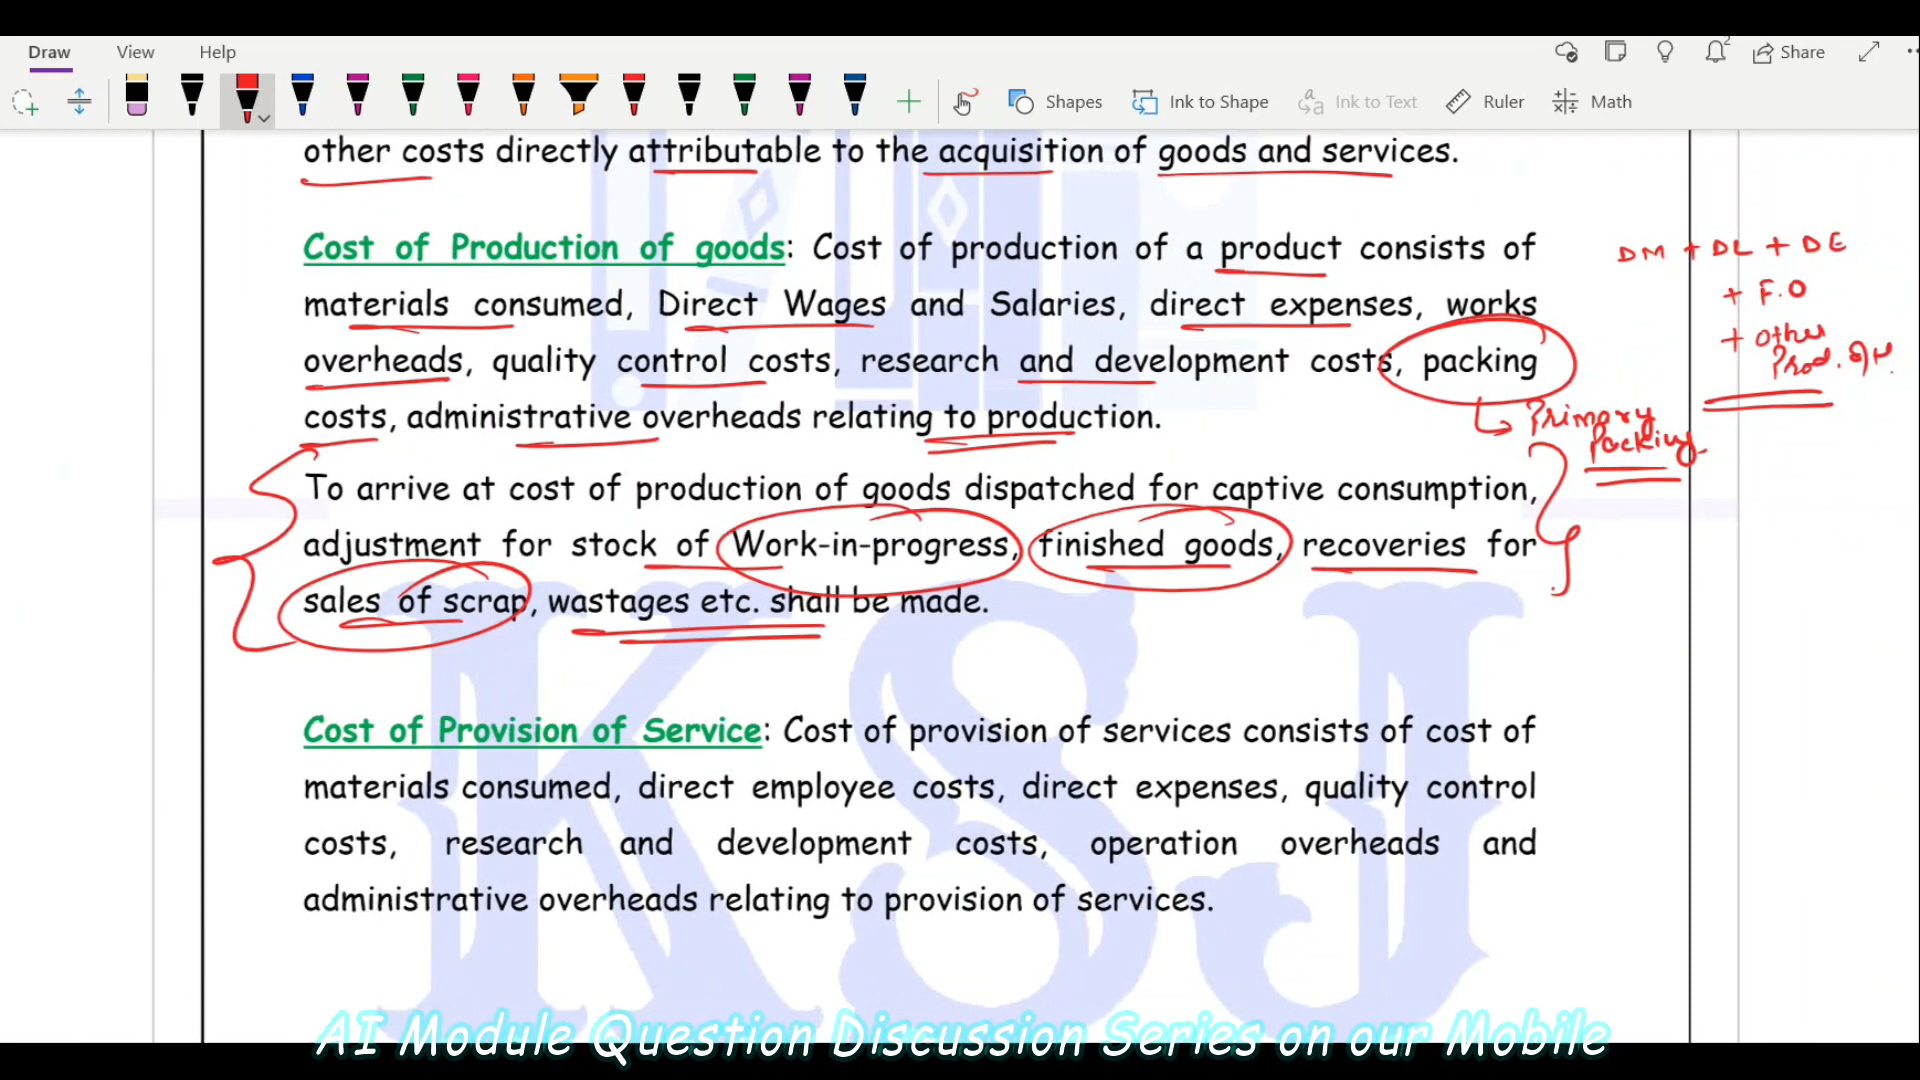 Draw View Help
2 Share
Shapes Ink to Shape Ink to Text Ruler Math
other costs directly attributable to the acquisition of goods and services.
Cost of Production of goods: Cost of production of a product consists of
materials consumed, Direct Wages and Salaries, direct expenses, works
overheads, quality control costs, research and development costs, packing
costs, administrative overheads relating to production.
DM + DL + DE
+ F.O
+ Other
Prod. O/H.
Primary
Packing
To arrive at cost of production of goods dispatched for captive consumption,
adjustment for stock of Work-in-progress, finished goods, recoveries for
sales of scrap, wastages etc. shall be made.
Cost of Provision of Service: Cost of provision of services consists of cost of
materials consumed, direct employee costs, direct expenses, quality control
costs, research and development costs, operation overheads and
administrative overheads relating to provision of services.
KSJ
AI Module Question Discussion Series on our Mobile